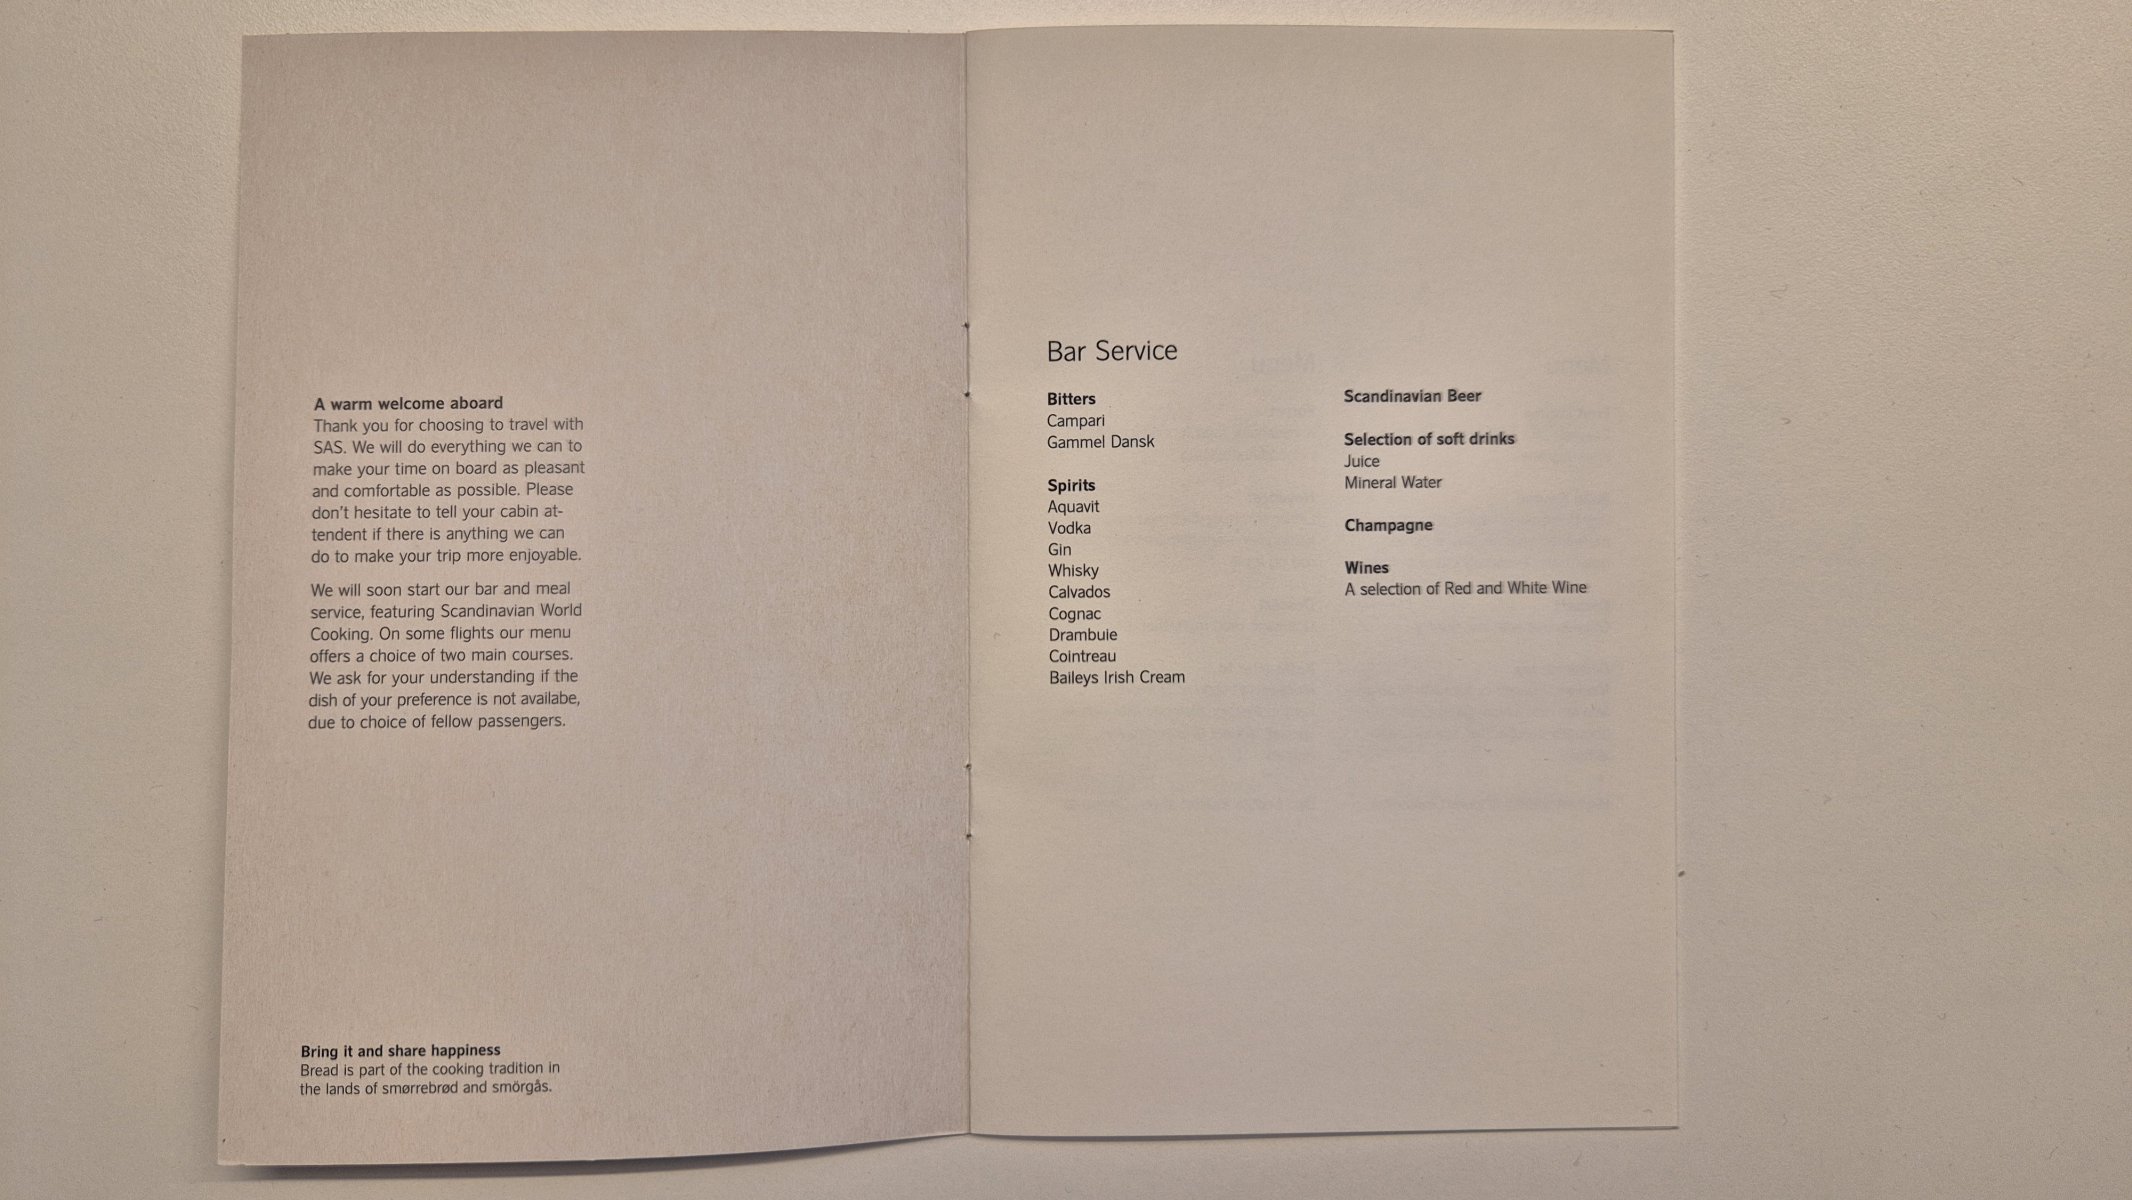 A warm welcome aboard
Thank you for choosing to travel with
SAS. We will do everything we can to
make your time on board as pleasant
and comfortable as possible. Please
don't hesitate to tell your cabin at-
tendent if there is anything we can
do to make your trip more enjoyable.
We will soon start our bar and meal
service, featuring Scandinavian World
Cooking. On some flights our menu
offers a choice of two main courses.
We ask for your understanding if the
dish of your preference is not availabe,
due to choice of fellow passengers.
Bring it and share happiness
Bread is part of the cooking tradition in
the lands of smørrebrød and smörgås.
Bar Service
Bitters
Campari
Gammel Dansk
Spirits
Aquavit
Vodka
Gin
Whisky
Calvados
Cognac
Drambuie
Cointreau
Baileys Irish Cream
Scandinavian Beer
Selection of soft drinks
Juice
Mineral Water
Champagne
Wines
A selection of Red and White Wine